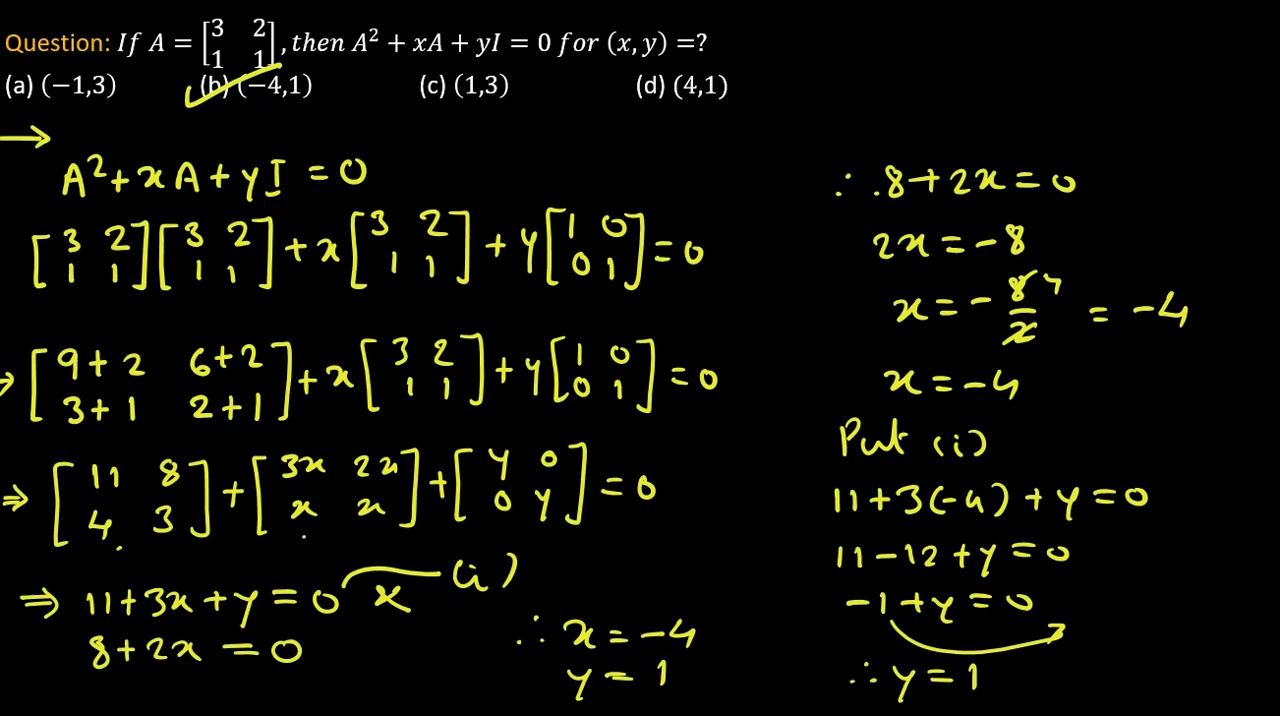 Question: If A = [3 2; 1 1], then A² + xA + yI = 0 for (x, y) =?
(a) (−1,3) (b) (−4,1) (c) (1,3) (d) (4,1)
→
A² + x A + y I = 0
[3 2; 1 1] [3 2; 1 1] + x [3 2; 1 1] + y [1 0; 0 1] = 0
⇒ [9+2 6+2; 3+1 2+1] + x [3 2; 1 1] + y [1 0; 0 1] = 0
⇒ [11 8; 4 3] + [3x 2x; x x] + [y 0; 0 y] = 0
⇒ 11+3x+y = 0 x (i)
8+2x = 0
∴ x = −4
y = 1
∴ 8+2x = 0
2x = −8
x = −8/2 4 = −4
x = −4
Put (i)
11+3(−4)+y = 0
11−12+y = 0
−1+y = 0
∴ y = 1